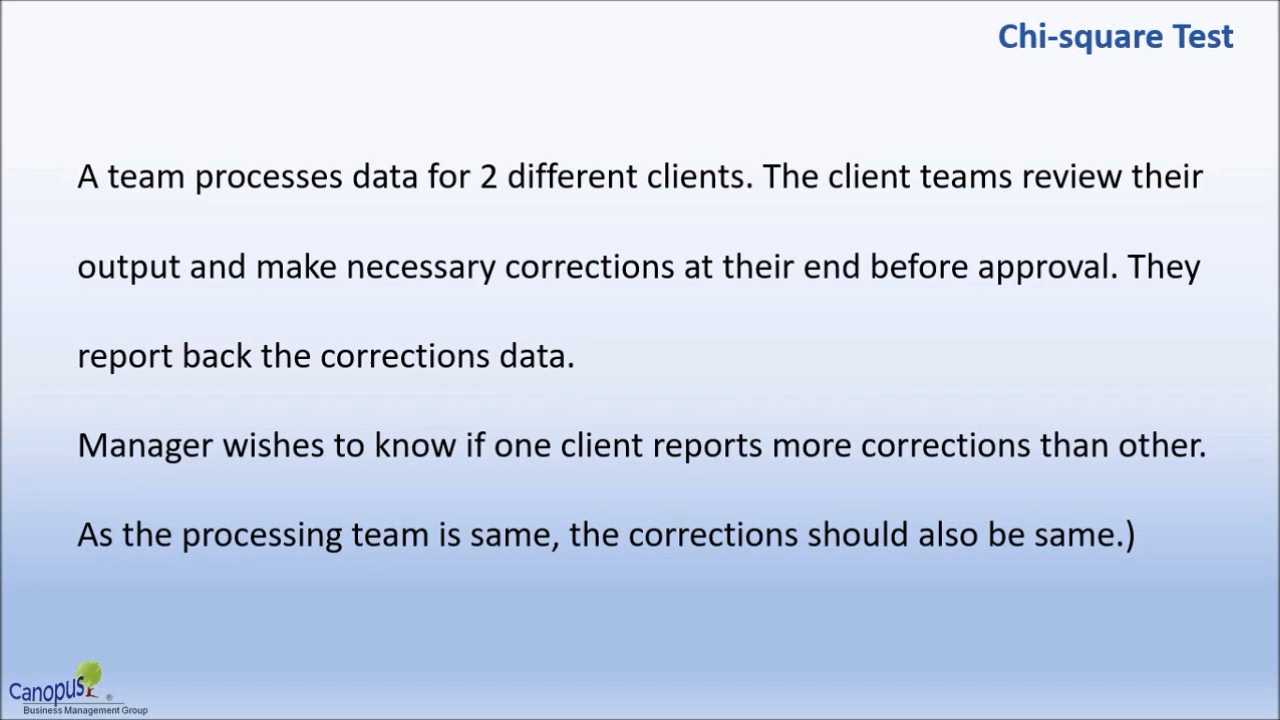 Chi-square Test
A team processes data for 2 different clients. The client teams review their
output and make necessary corrections at their end before approval. They
report back the corrections data.
Manager wishes to know if one client reports more corrections than other.
As the processing team is same, the corrections should also be same.)
Canopus ®
Business Management Group